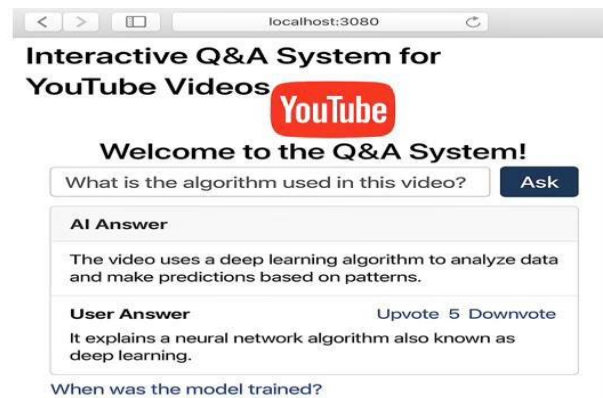 localhost:3080
Interactive Q&A System for
YouTube Videos
YouTube
Welcome to the Q&A System!
What is the algorithm used in this video? Ask
AI Answer
The video uses a deep learning algorithm to analyze data
and make predictions based on patterns.
User Answer Upvote 5 Downvote
It explains a neural network algorithm also known as
deep learning.
When was the model trained?